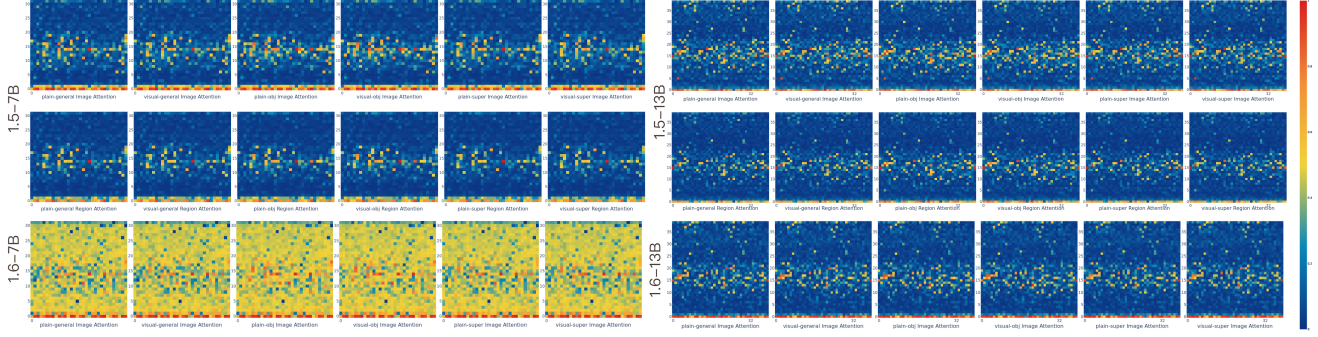 1.5–7B
plain-general Image Attention
visual-general Image Attention
plain-obj Image Attention
visual-obj Image Attention
plain-super Image Attention
visual-super Image Attention
plain-general Region Attention
visual-general Region Attention
plain-obj Region Attention
visual-obj Region Attention
plain-super Region Attention
visual-super Region Attention
1.6–7B
plain-general Image Attention
visual-general Image Attention
plain-obj Image Attention
visual-obj Image Attention
plain-super Image Attention
visual-super Image Attention
1.5–13B
plain-general Image Attention
visual-general Image Attention
plain-obj Image Attention
visual-obj Image Attention
plain-super Image Attention
visual-super Image Attention
plain-general Region Attention
visual-general Region Attention
plain-obj Region Attention
visual-obj Region Attention
plain-super Region Attention
visual-super Region Attention
1.6–13B
plain-general Image Attention
visual-general Image Attention
plain-obj Image Attention
visual-obj Image Attention
plain-super Image Attention
visual-super Image Attention